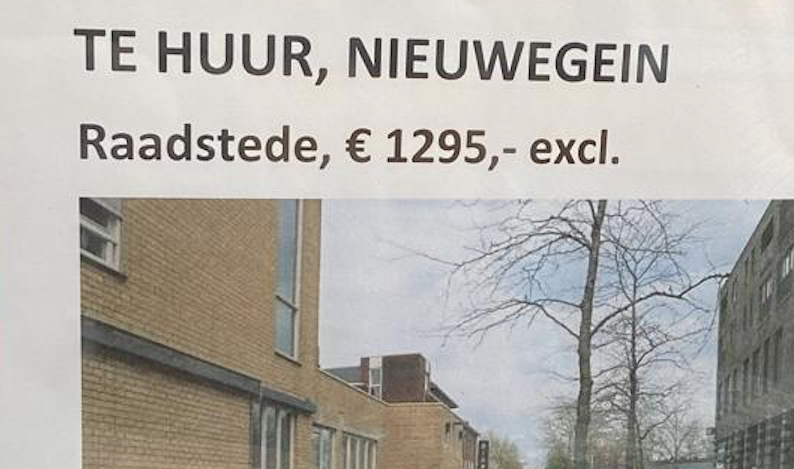 TE HUUR, NIEUWEGEIN
Raadstede, € 1295,- excl.